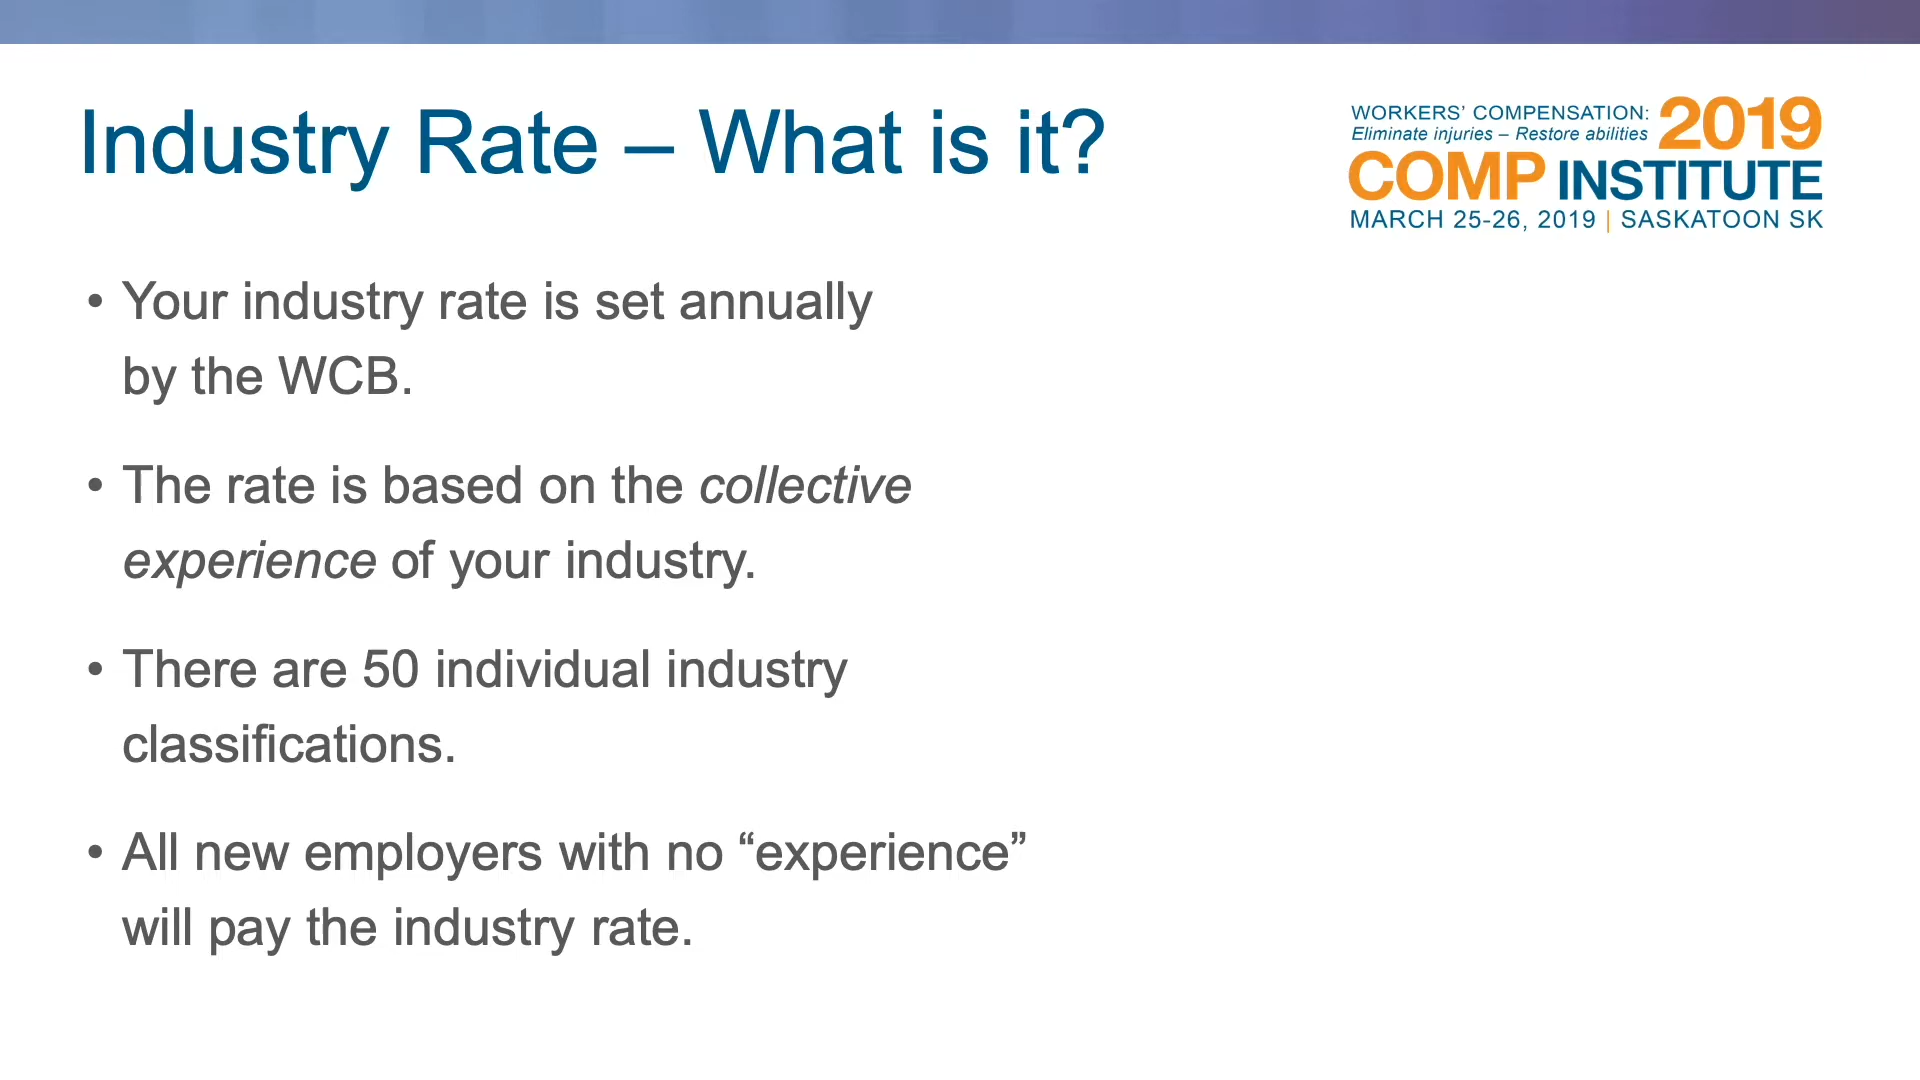 Industry Rate – What is it?
WORKERS’ COMPENSATION:
Eliminate injuries – Restore abilities
2019
COMP INSTITUTE
MARCH 25-26, 2019 | SASKATOON SK
• Your industry rate is set annually
by the WCB.
• The rate is based on the collective
experience of your industry.
• There are 50 individual industry
classifications.
• All new employers with no “experience”
will pay the industry rate.